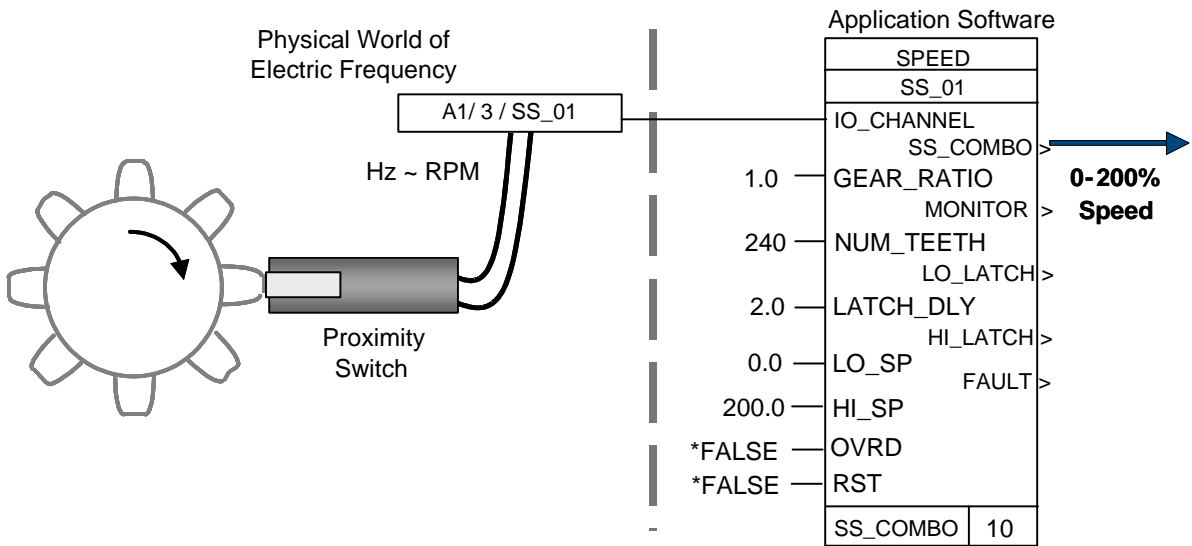 Application Software
Physical World of
Electric Frequency
A1/ 3 / SS_01
Hz ~ RPM
Proximity
Switch
SPEED
SS_01
IO_CHANNEL
SS_COMBO >
1.0 GEAR_RATIO
MONITOR >
240 NUM_TEETH
LO_LATCH >
2.0 LATCH_DLY
HI_LATCH >
0.0 LO_SP
FAULT >
200.0 HI_SP
*FALSE OVRD
*FALSE RST
SS_COMBO 10
0-200%
Speed